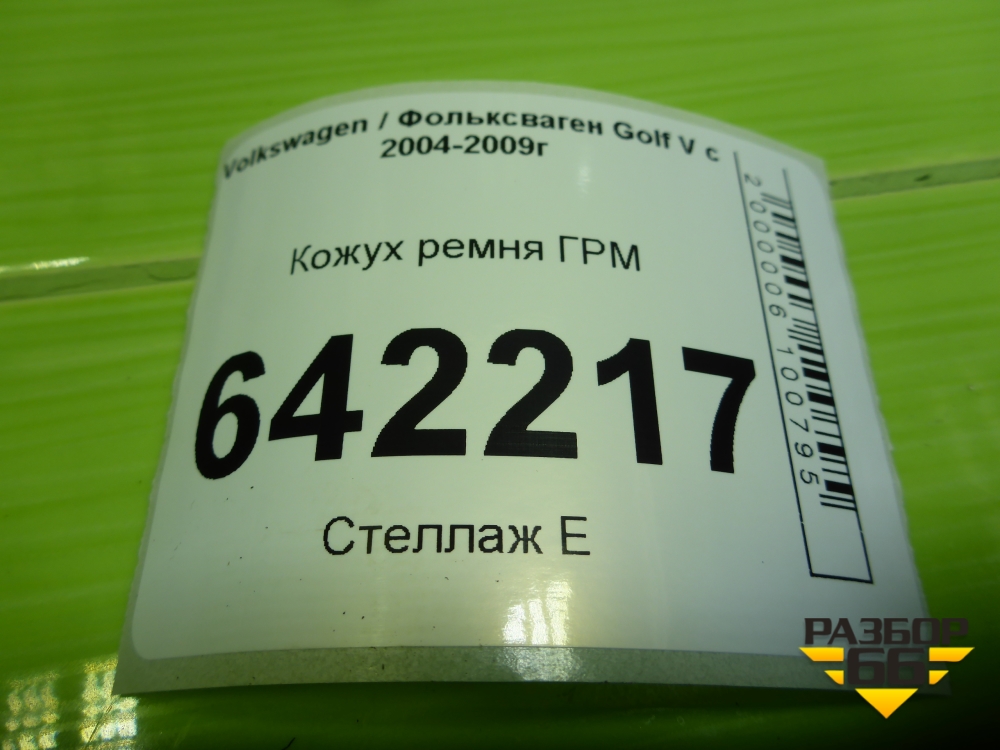 Volkswagen / Фольксваген Golf V с
2004-2009г
Кожух ремня ГРМ
642217
Стеллаж Е
2000006100795
РАЗБОР
66